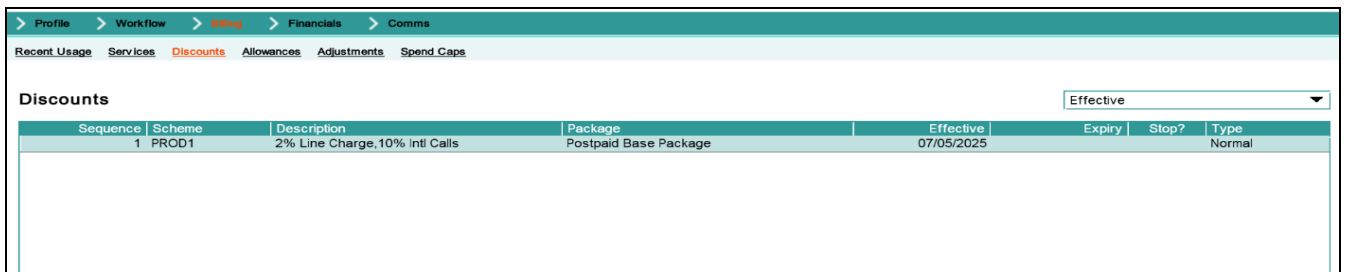 Profile Workflow Billing Financials Comms
Recent Usage Services Discounts Allowances Adjustments Spend Caps
Discounts Effective
Sequence Scheme Description Package Effective Expiry Stop? Type
1 PROD1 2% Line Charge,10% Intl Calls Postpaid Base Package 07/05/2025 Normal